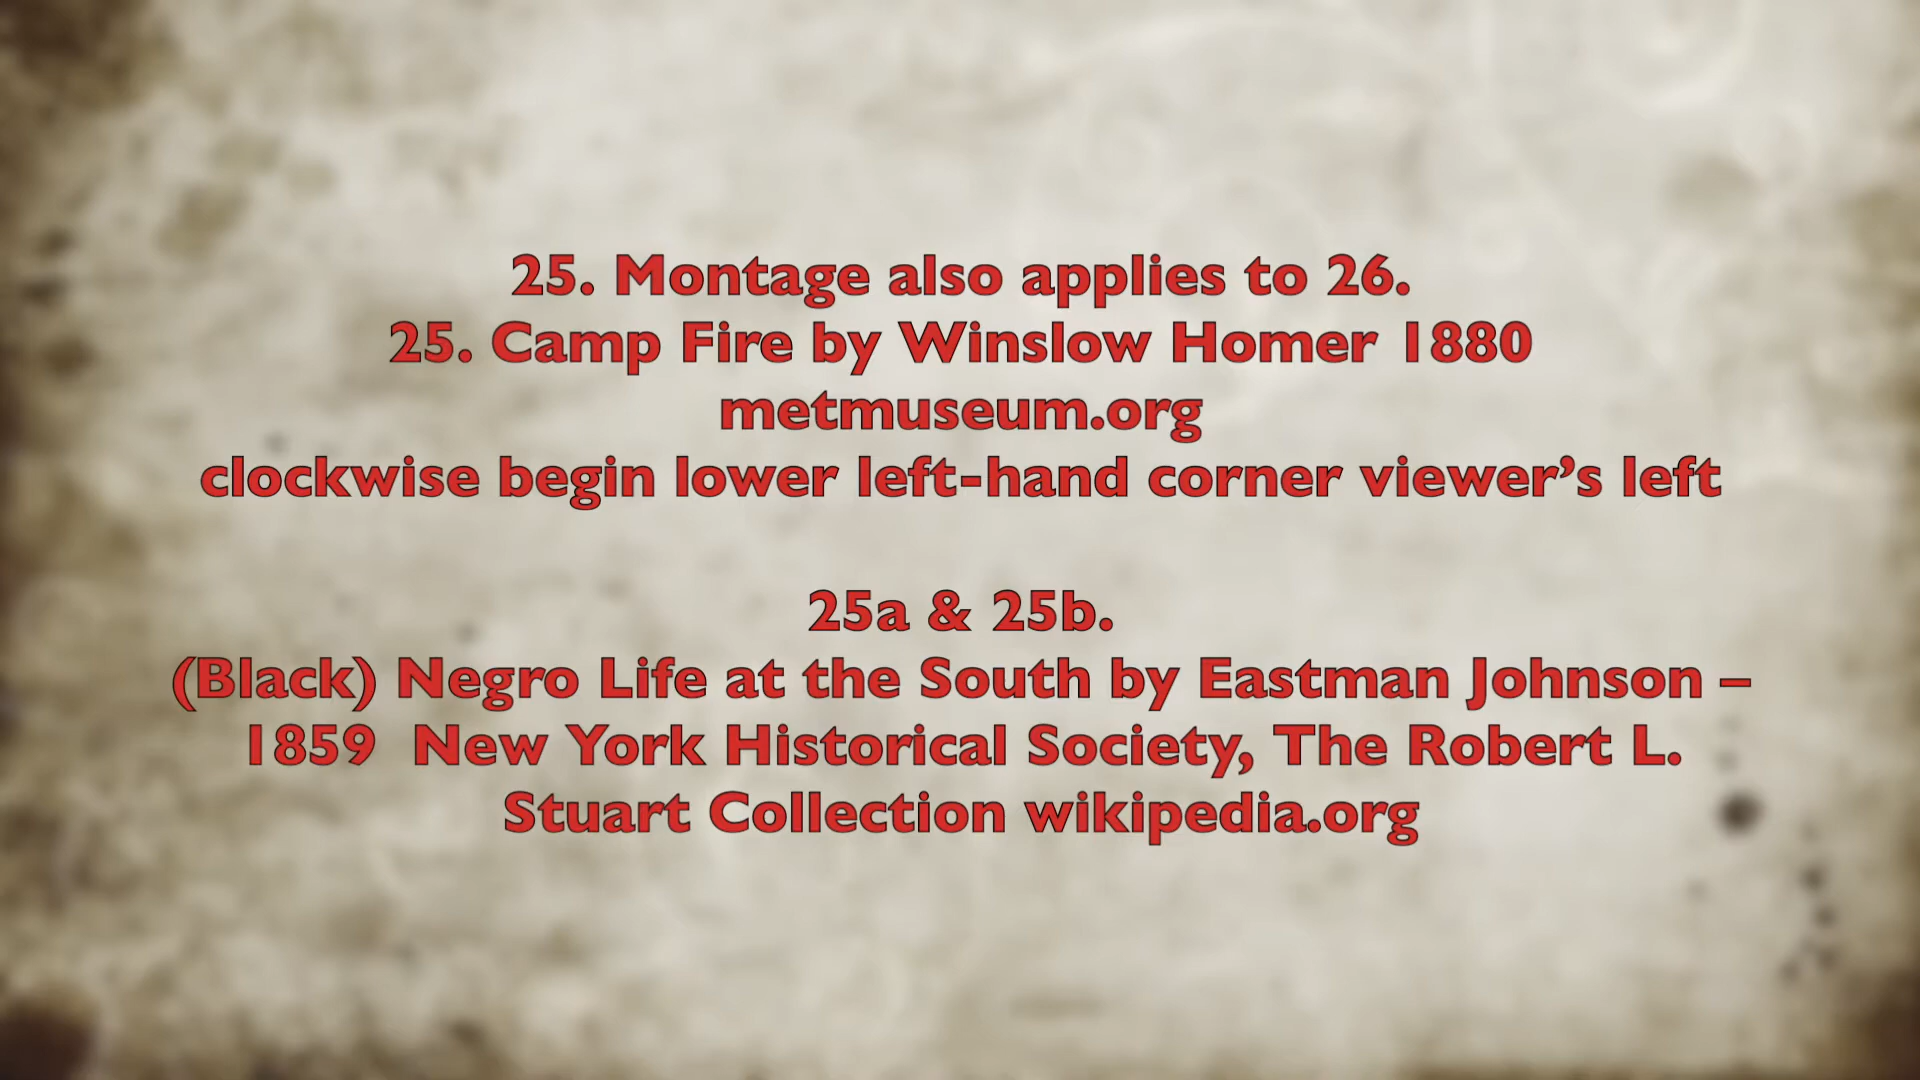 25. Montage also applies to 26.
25. Camp Fire by Winslow Homer 1880
metmuseum.org
clockwise begin lower left-hand corner viewer’s left
25a & 25b.
(Black) Negro Life at the South by Eastman Johnson –
1859  New York Historical Society, The Robert L.
Stuart Collection wikipedia.org